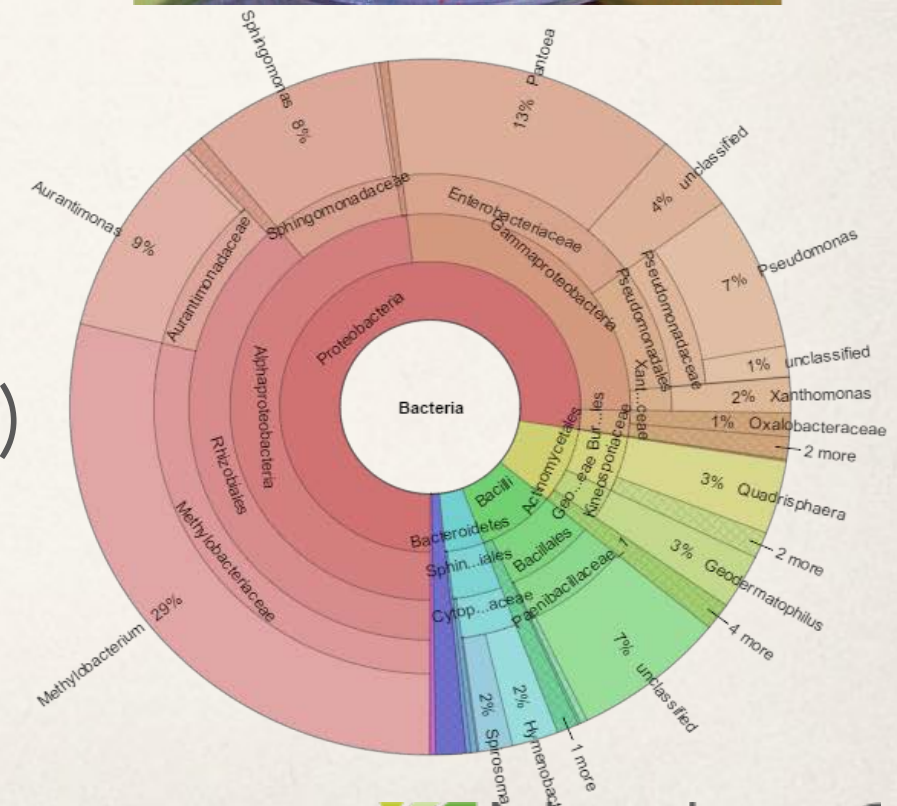 Sphingomonas 8%
13% Pantoea
4% unclassified
7% Pseudomonas
1% unclassified
2% Xanthomonas
1% Oxalobacteraceae
2 more
3% Quadrisphaera
2 more
3% Geodermatophilus
4 more
7% unclassified
1 more
2% Hymenobac
2% Spirosoma
Methylobacterium 29%
Aurantimonas 9%
Sphingomonadaceae
Enterobacteriaceae
Gammaproteobacteria
Pseudomonadales
Pseudomonadaceae
Xant...ceae
Aurantimonadaceae
Proteobacteria
Alphaproteobacteria
Rhizobiales
Methylobacteriaceae
Bacteria
Actinomycetales
Bur...les
Geo...eae
Kineosporiaceae
Bacilli
Bacillales
Paenibacillaceae
1
Bacteroidetes
Sphin...iales
Cytop...aceae
)